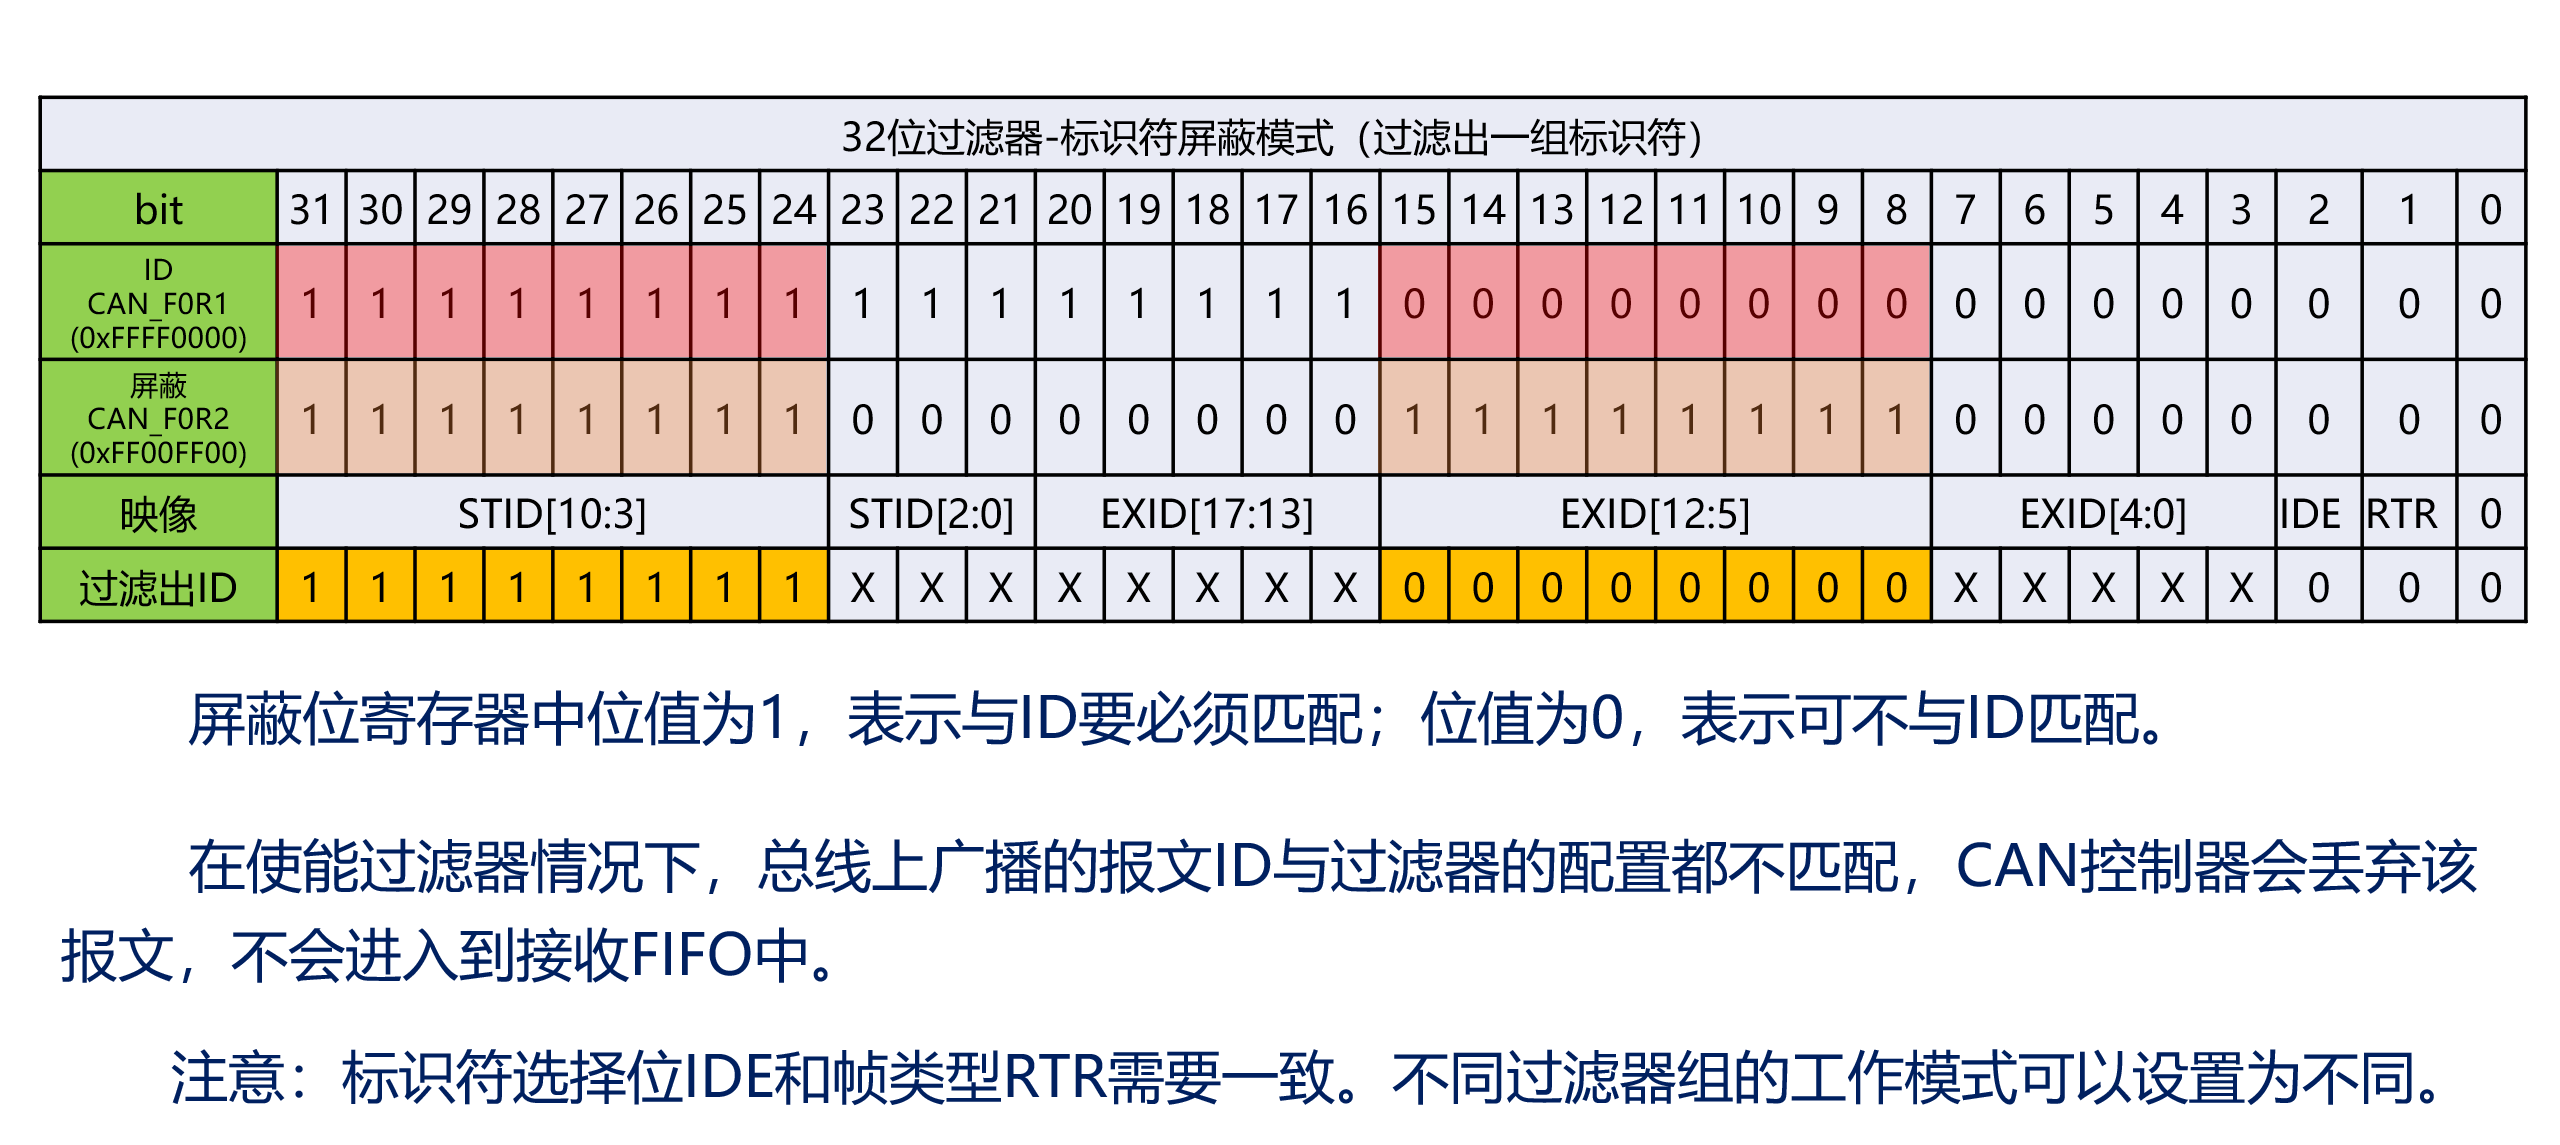 32位过滤器-标识符屏蔽模式（过滤出一组标识符）
bit 31 30 29 28 27 26 25 24 23 22 21 20 19 18 17 16 15 14 13 12 11 10 9 8 7 6 5 4 3 2 1 0
ID
CAN_F0R1
(0xFFFF0000)
1 1 1 1 1 1 1 1 1 1 1 1 1 1 1 1 0 0 0 0 0 0 0 0 0 0 0 0 0 0 0 0
屏蔽
CAN_F0R2
(0xFF00FF00)
1 1 1 1 1 1 1 1 0 0 0 0 0 0 0 0 1 1 1 1 1 1 1 1 0 0 0 0 0 0 0 0
映像 STID[10:3] STID[2:0] EXID[17:13] EXID[12:5] EXID[4:0] IDE RTR 0
过滤出ID 1 1 1 1 1 1 1 1 X X X X X X X X 0 0 0 0 0 0 0 0 X X X X X 0 0 0
屏蔽位寄存器中位值为1，表示与ID要必须匹配；位值为0，表示可不与ID匹配。
在使能过滤器情况下，总线上广播的报文ID与过滤器的配置都不匹配，CAN控制器会丢弃该
报文，不会进入到接收FIFO中。
注意：标识符选择位IDE和帧类型RTR需要一致。不同过滤器组的工作模式可以设置为不同。